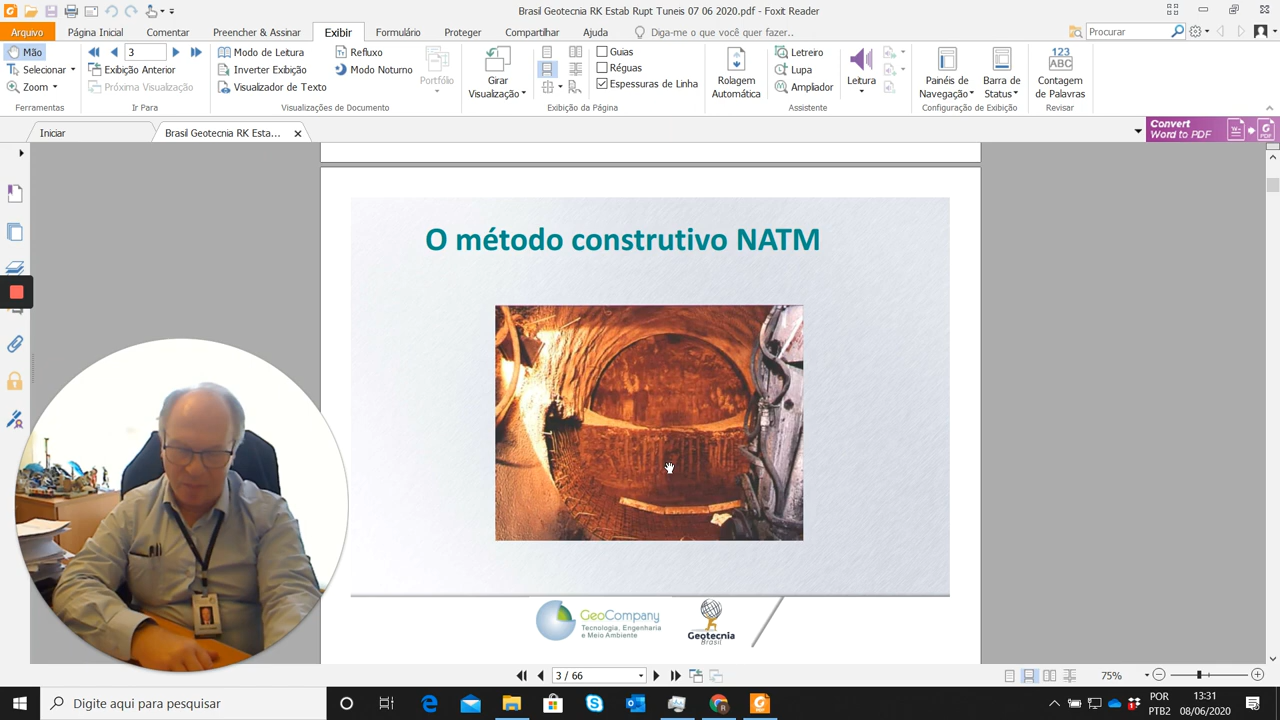 Brasil Geotecnia RK Estab Rupt Tuneis 07 06 2020.pdf - Foxit Reader
Arquivo Página Inicial Comentar Preencher & Assinar Exibir Formulário Proteger Compartilhar Ajuda Diga-me o que você quer fazer.. Procurar
Mão 3 Modo de Leitura Refluxo Guias Letreiro 123
Selecionar Exibição Anterior Inverter Exibição Modo Noturno Réguas Lupa ABC
Zoom Próxima Visualização Visualizador de Texto Espessuras de Linha Ampliador
Portfólio
Girar Visualização
Rolagem Automática
Leitura
Painéis de Navegação
Barra de Status
Contagem de Palavras
Ferramentas Ir Para Visualizações de Documento Exibição da Página Assistente Configuração de Exibição Revisar
Iniciar Brasil Geotecnia RK Esta...
Convert
Word to PDF
PDF
O método construtivo NATM
GeoCompany
Tecnologia, Engenharia
e Meio Ambiente
Geotecnia
Brasil
3 / 66 75%
Digite aqui para pesquisar
POR 13:31
PTB2 08/06/2020